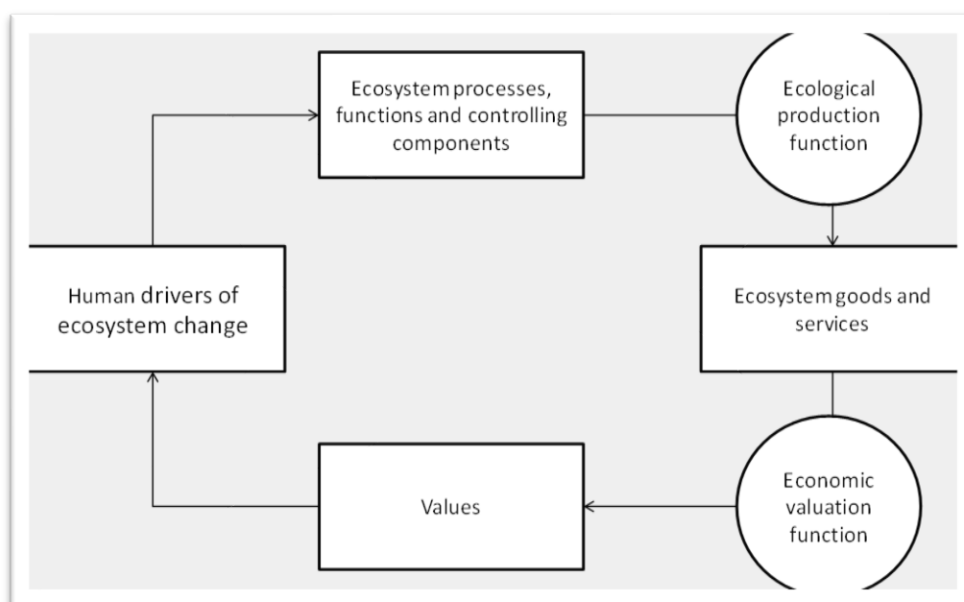 Ecosystem processes,
functions and controlling
components
Ecological
production
function
Human drivers of
ecosystem change
Ecosystem goods and
services
Values
Economic
valuation
function